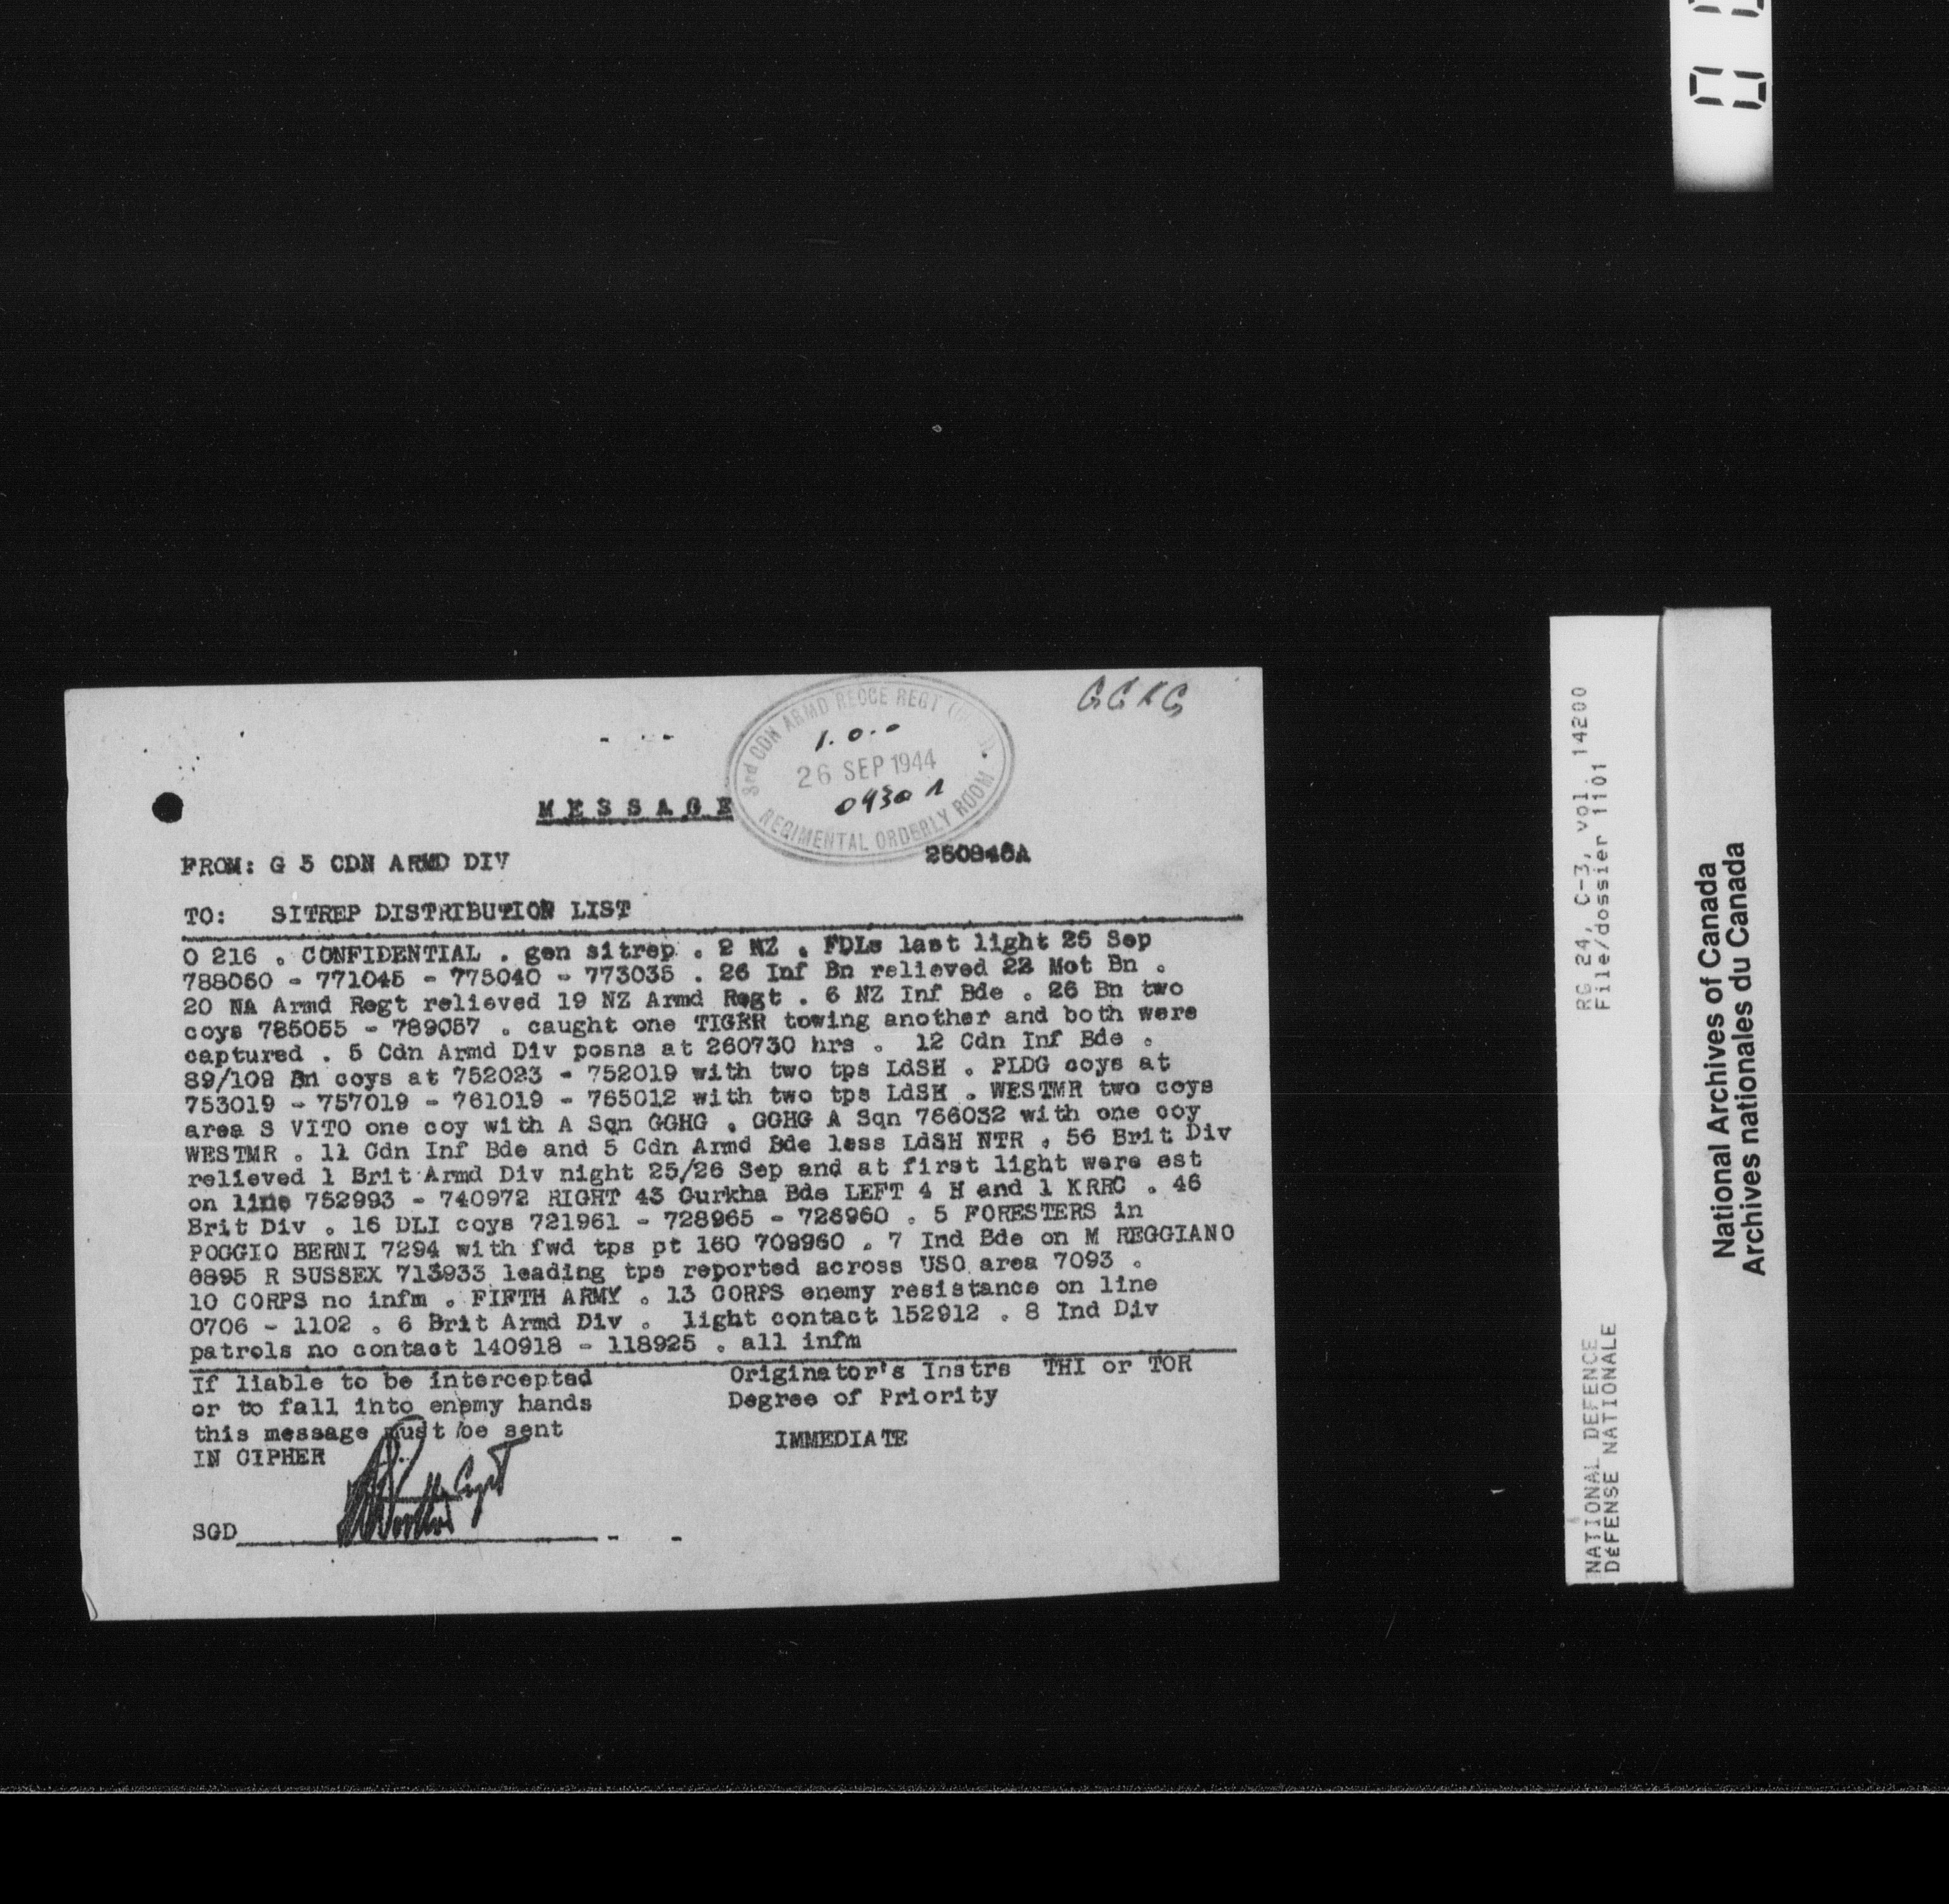 GGHG
3rd CDN ARMD RECCE REGT
I.O.
26 SEP 1944
0930 A
REGIMENTAL ORDERLY ROOM
MESSAGE
FROM: G 5 CDN ARMD DIV
260845A
TO: SITREP DISTRIBUTION LIST
O 216 . CONFIDENTIAL . gen sitrep . 2 NZ . FDLs last light 25 Sep
788060 - 771045 - 775040 - 773035 . 26 Inf Bn relieved 22 Mot Bn .
20 NA Armd Regt relieved 19 NZ Armd Regt . 6 NZ Inf Bde . 26 Bn two
coys 785055 - 789057 . caught one TIGER towing another and both were
captured . 5 Cdn Armd Div posns at 260730 hrs . 12 Cdn Inf Bde .
89/109 Bn coys at 752023 - 752019 with two tps LdSH . PLDG coys at
753019 - 757019 - 761019 - 765012 with two tps LdSH . WESTMR two coys
area S VITO one coy with A Sqn GGHG . GGHG A Sqn 766032 with one coy
WESTMR . 11 Cdn Inf Bde and 5 Cdn Armd Bde less LdSH NTR . 56 Brit Div
relieved 1 Brit Armd Div night 25/26 Sep and at first light were est
on line 752993 - 740972 RIGHT 43 Gurkha Bde LEFT 4 H and 1 KRRC . 46
Brit Div . 16 DLI coys 721961 - 728965 - 726960 . 5 FORESTERS in
POGGIO BERNI 7294 with fwd tps pt 160 709960 . 7 Ind Bde on M REGGIANO
6895 R SUSSEX 713933 leading tps reported across USO area 7093 .
10 CORPS no infm . FIFTH ARMY . 13 CORPS enemy resistance on line
0706 - 1102 . 6 Brit Armd Div . light contact 152912 . 8 Ind Div
patrols no contact 140918 - 118925 . all infm
If liable to be intercepted
or to fall into enemy hands
this message must be sent
IN CIPHER
Originator's Instrs THI or TOR
Degree of Priority
IMMEDIATE
Capt
SGD
RG 24, C-3, vol. 14200
File/dossier 1101
NATIONAL DEFENCE
DéFENSE NATIONALE
National Archives of Canada
Archives nationales du Canada